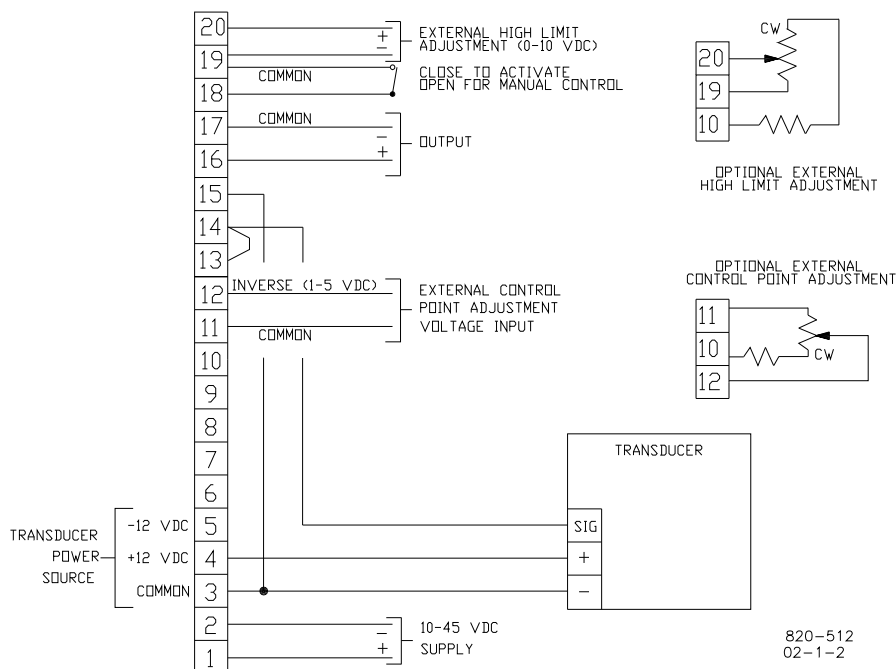 20
+
-
EXTERNAL HIGH LIMIT
ADJUSTMENT (0-10 VDC)
19
COMMON
CLOSE TO ACTIVATE
OPEN FOR MANUAL CONTROL
18
17
COMMON
-
+
OUTPUT
16
15
14
13
12
INVERSE (1-5 VDC)
EXTERNAL CONTROL
POINT ADJUSTMENT
VOLTAGE INPUT
11
COMMON
10
9
8
7
6
5
4
3
2
1
TRANSDUCER
POWER
SOURCE
-12 VDC
+12 VDC
COMMON
-
+
10-45 VDC
SUPPLY
TRANSDUCER
SIG
+
-
CW
20
19
10
OPTIONAL EXTERNAL
HIGH LIMIT ADJUSTMENT
OPTIONAL EXTERNAL
CONTROL POINT ADJUSTMENT
11
10
12
CW
820-512
02-1-2